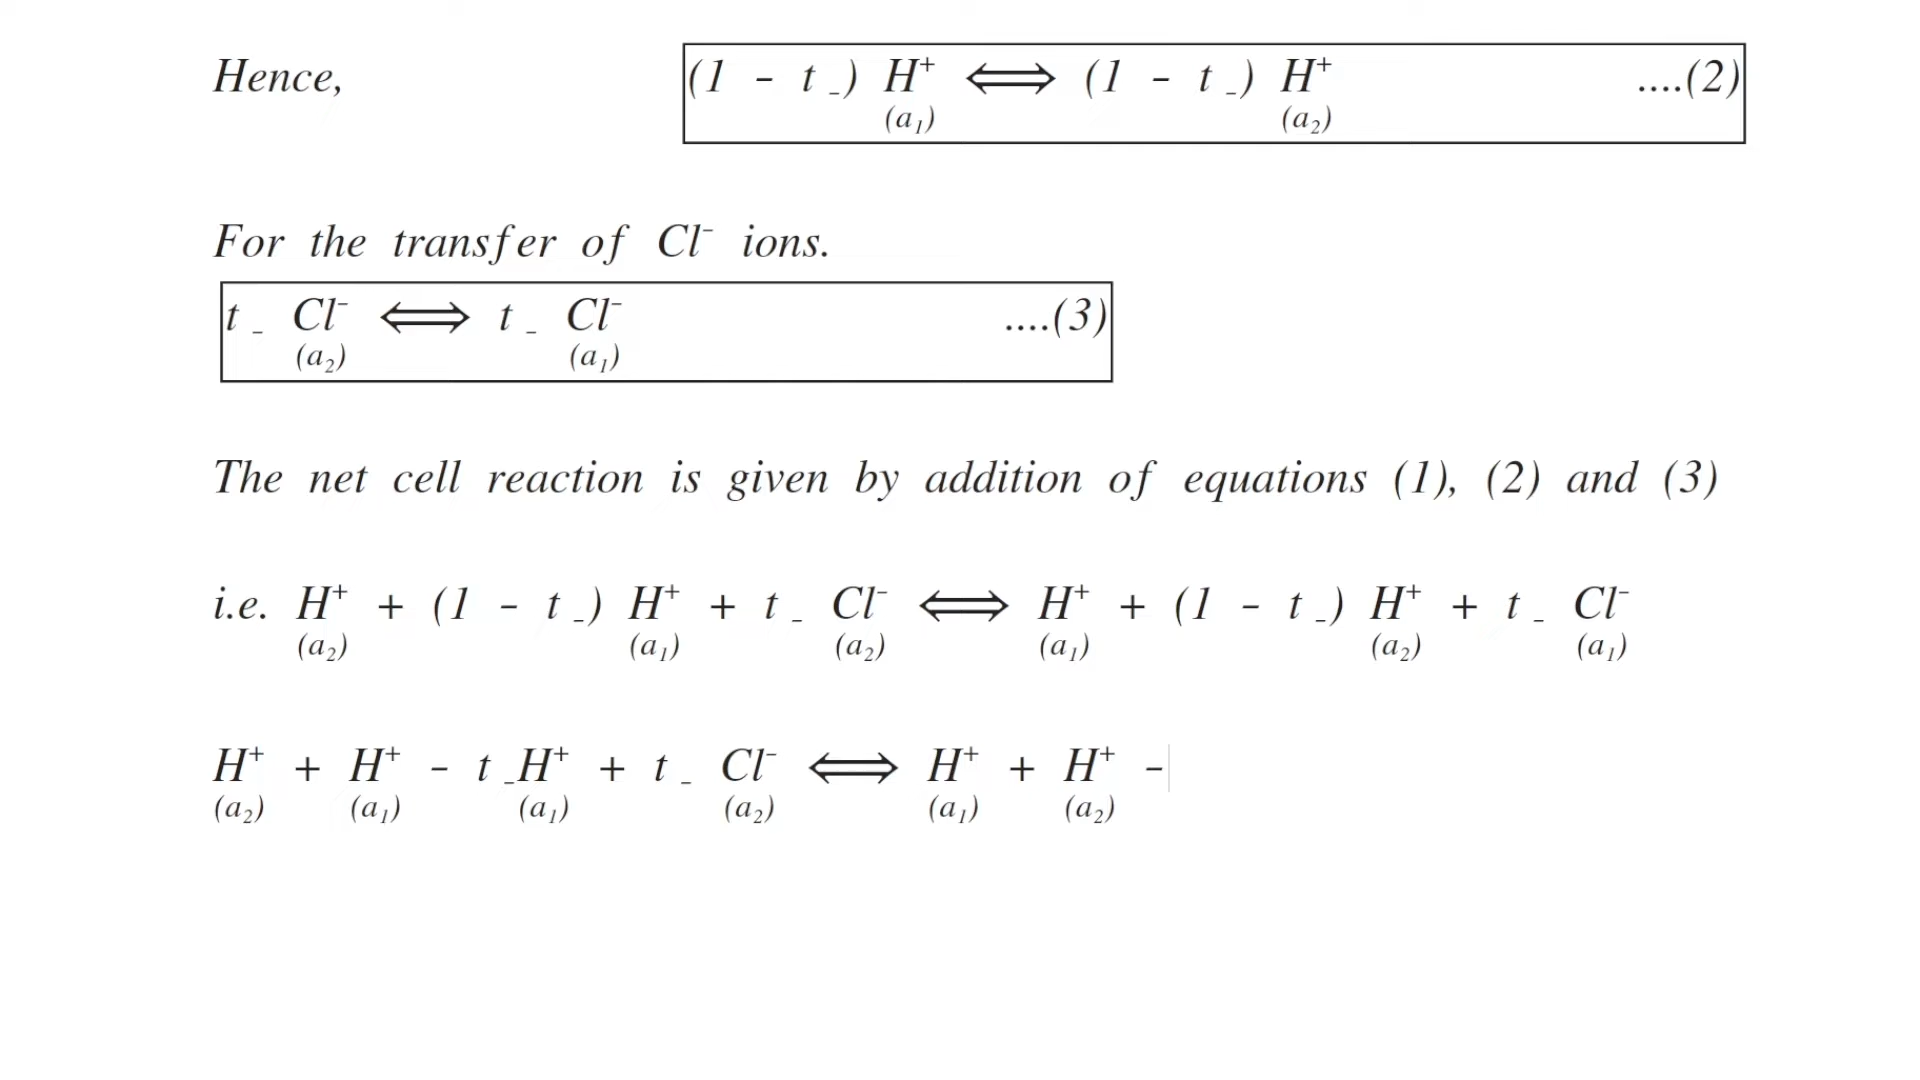 Hence, (1 - t₋) H⁺ ⟺ (1 - t₋) H⁺ ....(2)
(a₁) (a₂)
For the transfer of Cl⁻ ions.
t₋ Cl⁻ ⟺ t₋ Cl⁻ ....(3)
(a₂) (a₁)
The net cell reaction is given by addition of equations (1), (2) and (3)
i.e. H⁺ + (1 - t₋) H⁺ + t₋ Cl⁻ ⟺ H⁺ + (1 - t₋) H⁺ + t₋ Cl⁻
(a₂) (a₁) (a₂) (a₁) (a₂) (a₁)
H⁺ + H⁺ - t₋H⁺ + t₋ Cl⁻ ⟺ H⁺ + H⁺ -
(a₂) (a₁) (a₁) (a₂) (a₁) (a₂)